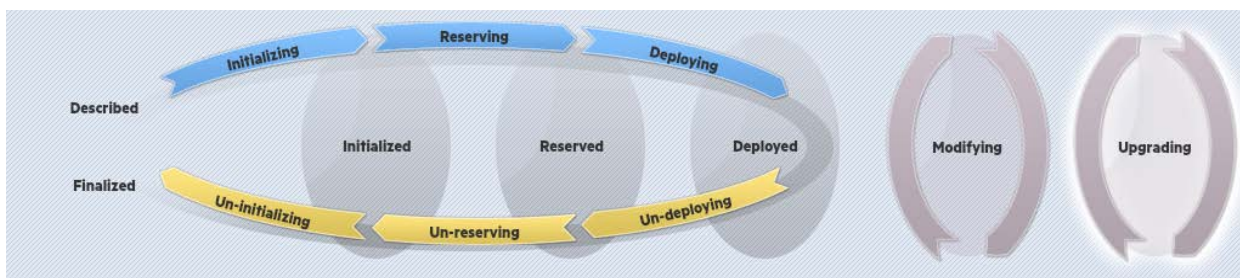 Initializing
Reserving
Deploying
Described
Initialized
Reserved
Deployed
Modifying
Upgrading
Finalized
Un-initializing
Un-reserving
Un-deploying